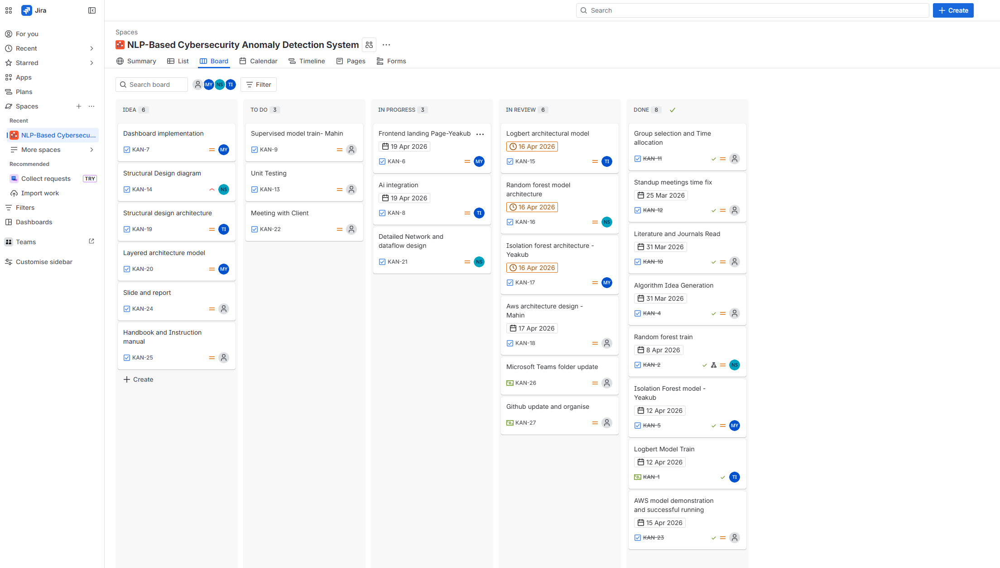 Jira
Search
Create
For you
Recent
Starred
Apps
Plans
Spaces
Recent
NLP-Based Cybersecu...
More spaces
Recommended
Collect requests
TRY
Import work
Filters
Dashboards
Teams
Customise sidebar
Spaces
NLP-Based Cybersecurity Anomaly Detection System
Summary
List
Board
Calendar
Timeline
Pages
Forms
Search board
MY
NS
TI
Filter
IDEA 6
Dashboard implementation
KAN-7
MY
Structural Design diagram
KAN-14
NS
Structural design architecture
KAN-19
TI
Layered architecture model
KAN-20
MY
Slide and report
KAN-24
Handbook and Instruction
manual
KAN-25
Create
TO DO 3
Supervised model train- Mahin
KAN-9
Unit Testing
KAN-13
Meeting with Client
KAN-22
IN PROGRESS 3
Frontend landing Page-Yeakub
19 Apr 2026
KAN-6
MY
Ai integration
19 Apr 2026
KAN-8
TI
Detailed Network and
dataflow design
KAN-21
NS
IN REVIEW 6
Logbert architectural model
16 Apr 2026
KAN-15
TI
Random forest model
architecture
16 Apr 2026
KAN-16
NS
Isolation forest architecture -
Yeakub
16 Apr 2026
KAN-17
MY
Aws architecture design -
Mahin
17 Apr 2026
KAN-18
Microsoft Teams folder update
KAN-26
Github update and organise
KAN-27
DONE 8
Group selection and Time
allocation
KAN-11
Standup meetings time fix
25 Mar 2026
KAN-12
Literature and Journals Read
31 Mar 2026
KAN-10
Algorithm Idea Generation
31 Mar 2026
KAN-4
Random forest train
8 Apr 2026
KAN-2
NS
Isolation Forest model -
Yeakub
12 Apr 2026
KAN-5
MY
Logbert Model Train
12 Apr 2026
KAN-1
TI
AWS model demonstration
and successful running
15 Apr 2026
KAN-23